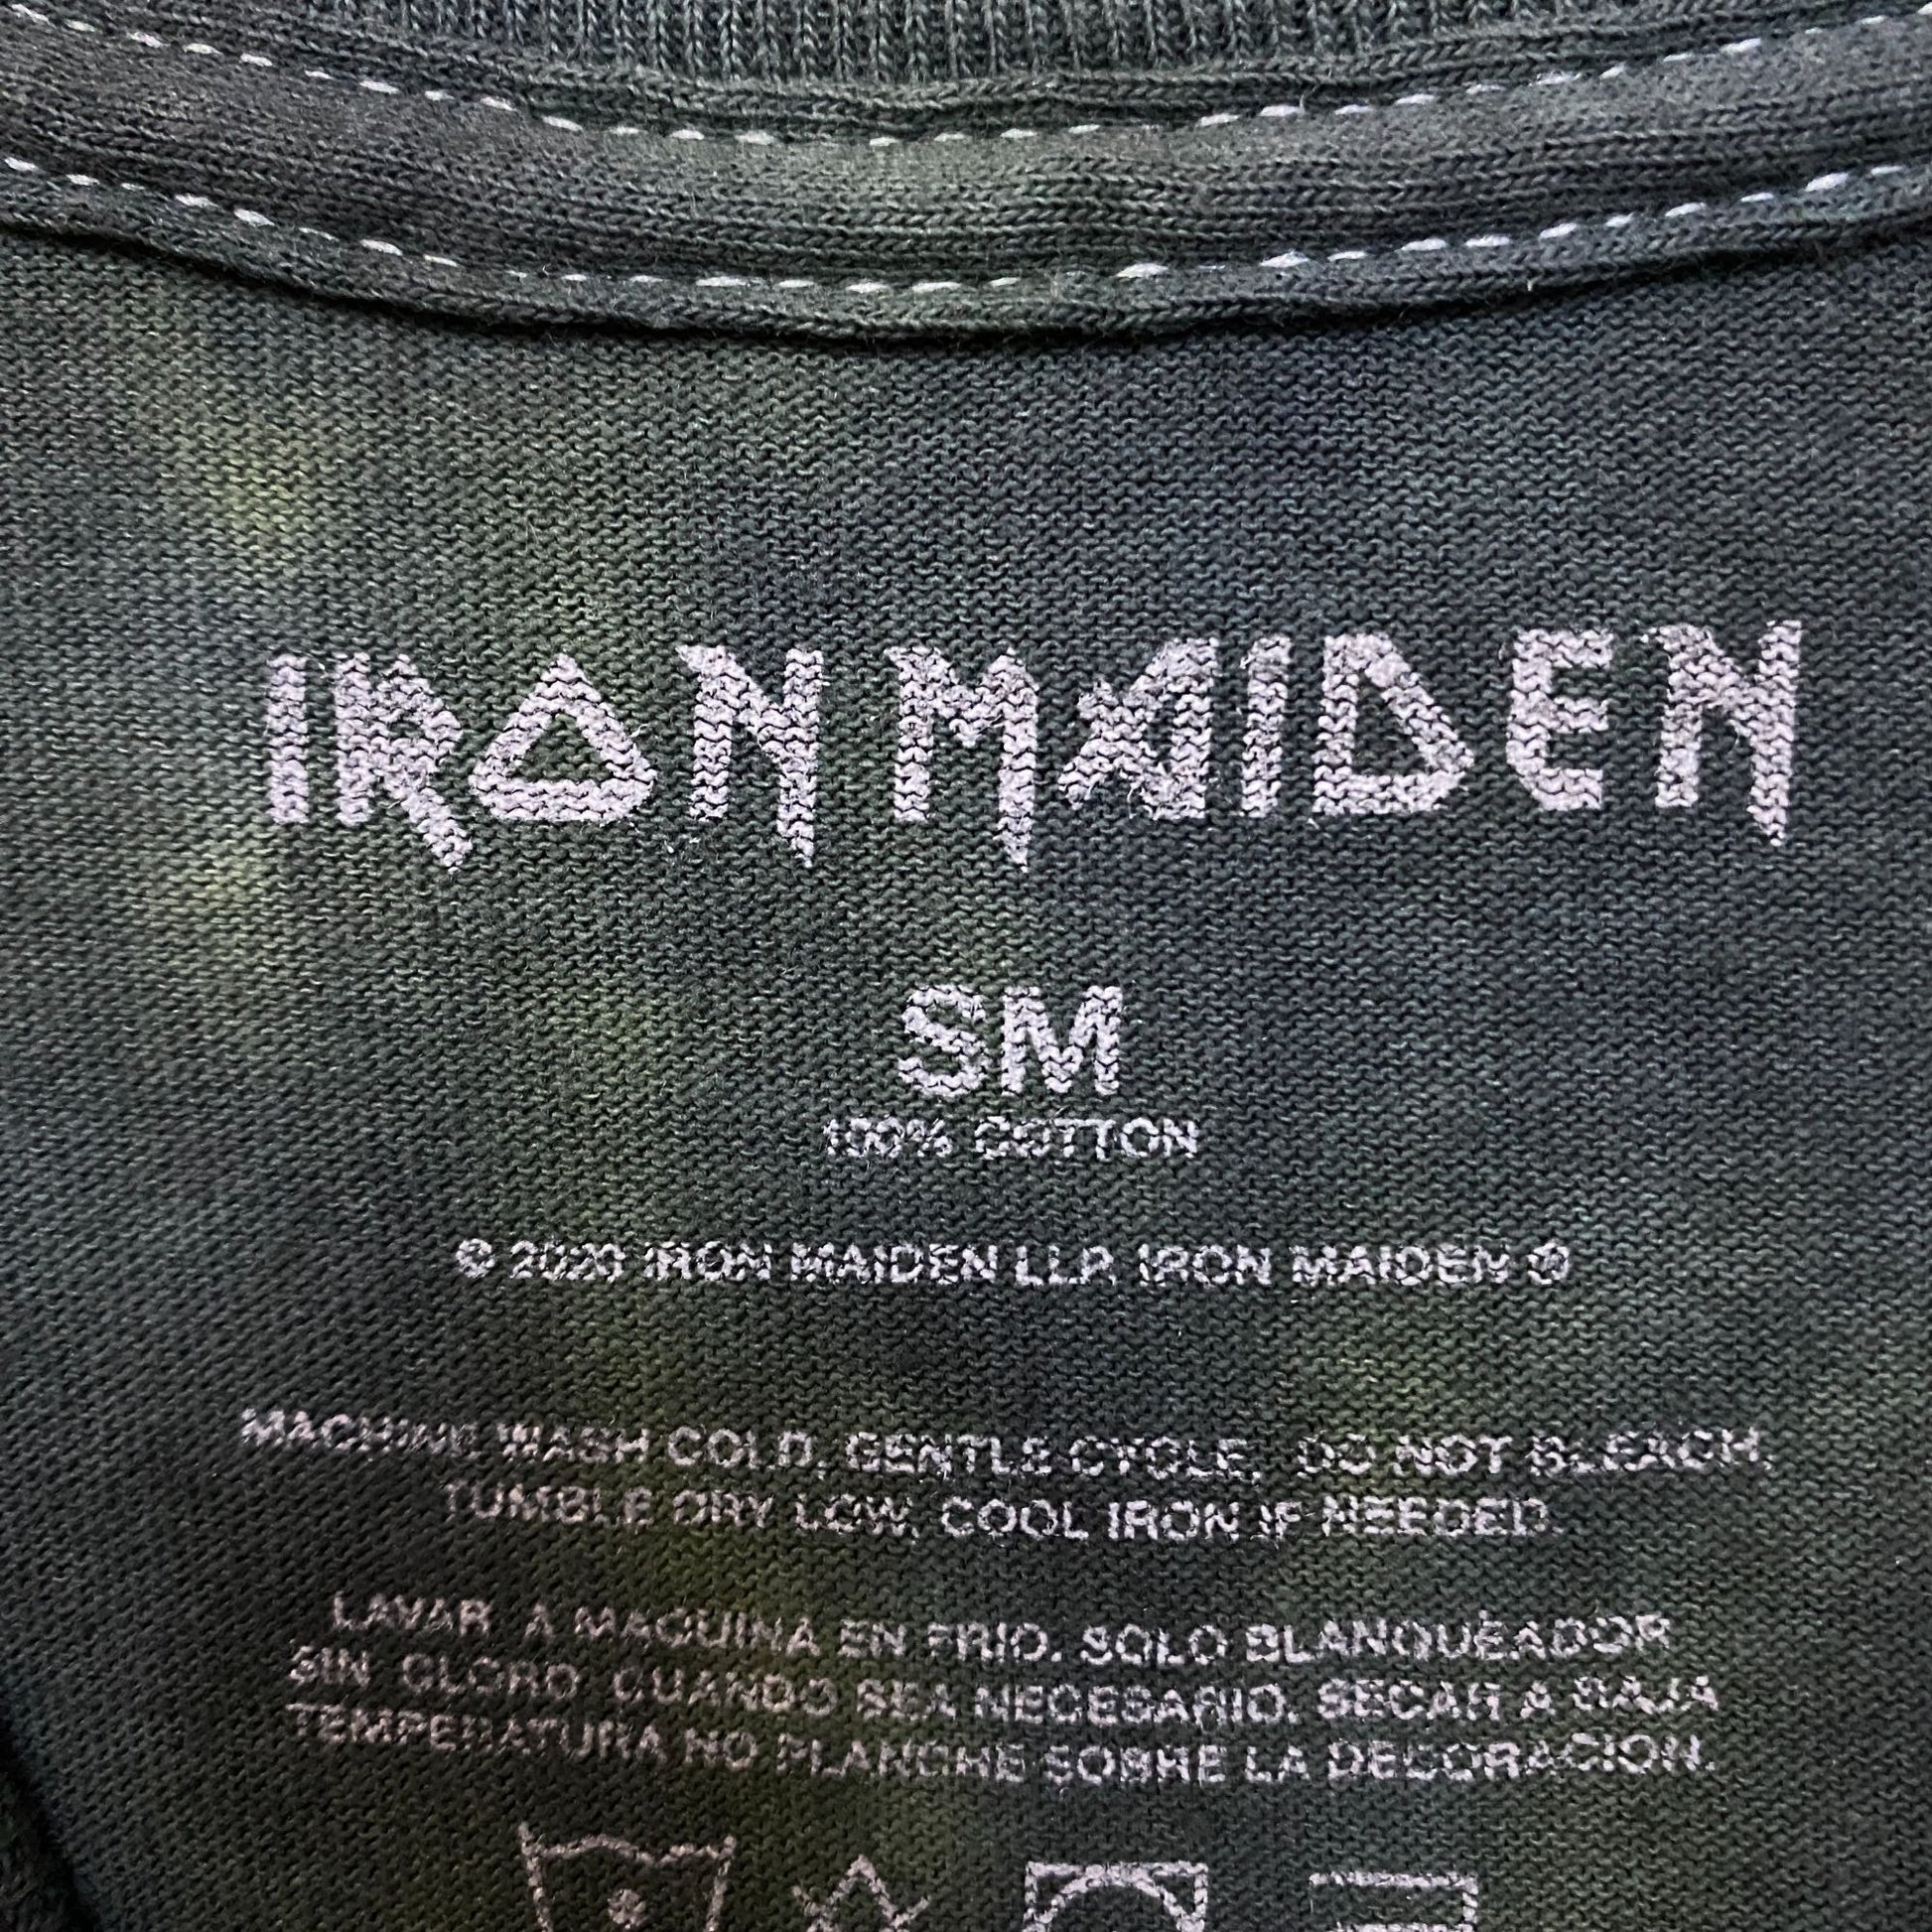 IRON MAIDEN
SM
100% COTTON
© 2020 IRON MAIDEN LLP. IRON MAIDEN ®
MACHINE WASH COLD, GENTLE CYCLE, DO NOT BLEACH,
TUMBLE DRY LOW, COOL IRON IF NEEDED.
LAVAR A MAQUINA EN FRIO. SOLO BLANQUEADOR
SIN CLORO CUANDO SEA NECESARIO. SECAR A BAJA
TEMPERATURA NO PLANCHE SOBRE LA DECORACION.